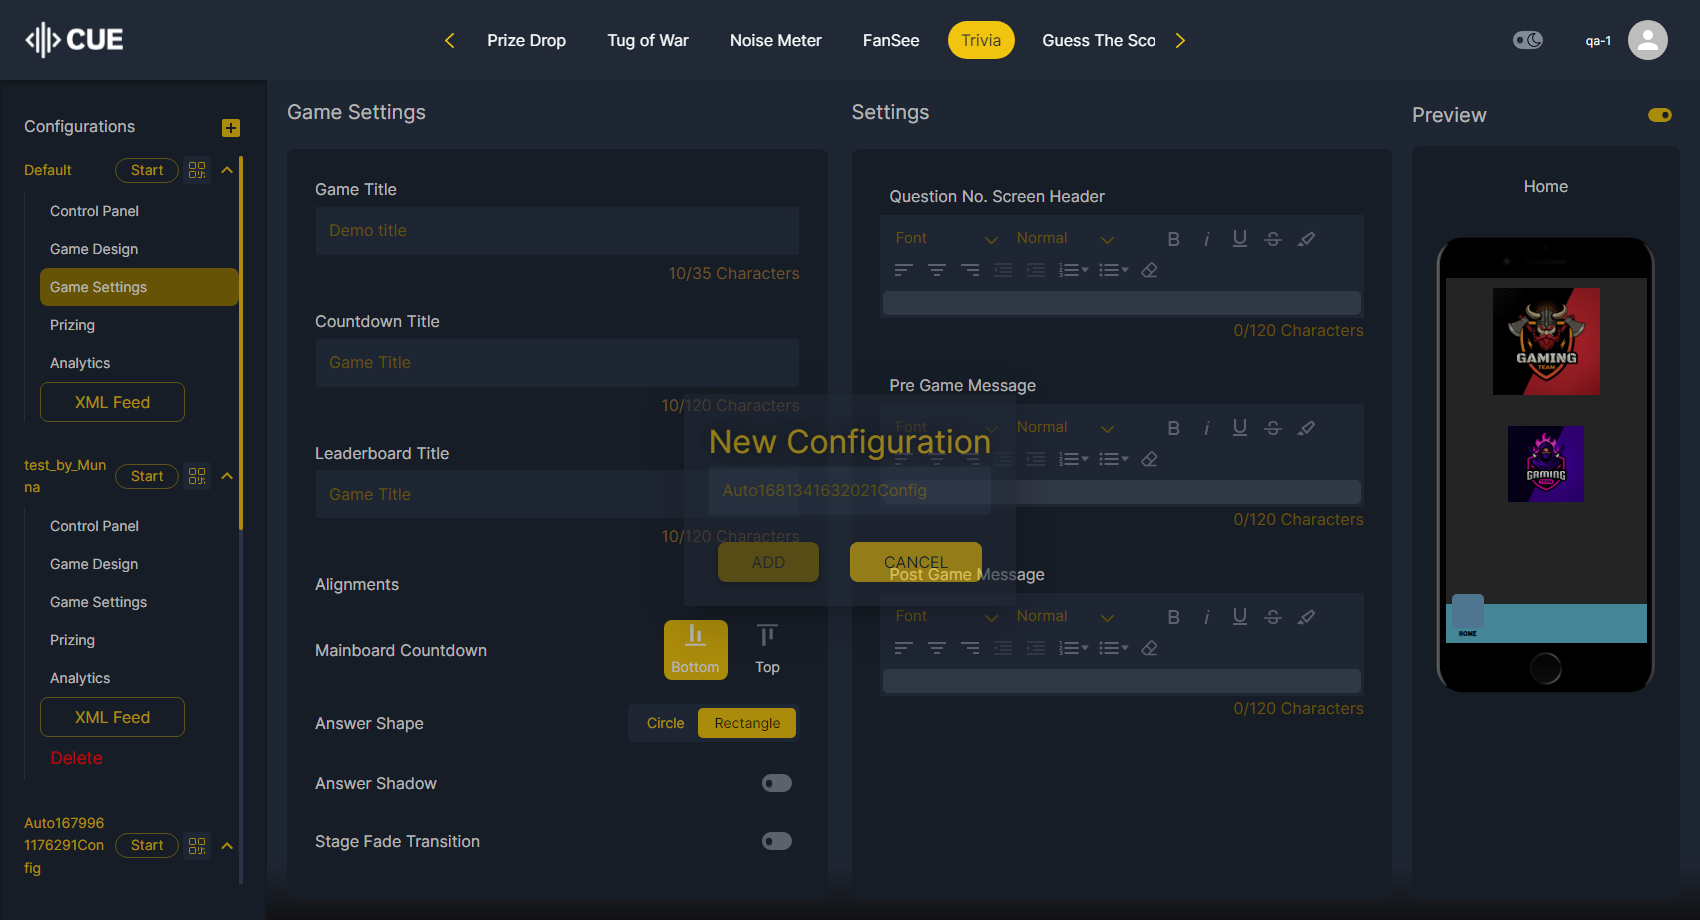 CUE
Prize Drop
Tug of War
Noise Meter
FanSee
Trivia
Guess The Sco
qa-1
Configurations
Default
Start
Control Panel
Game Design
Game Settings
Prizing
Analytics
XML Feed
test_by_Mun
na
Start
Control Panel
Game Design
Game Settings
Prizing
Analytics
XML Feed
Delete
Auto167996
1176291Con
fig
Start
Game Settings
Game Title
Demo title
10/35 Characters
Countdown Title
Game Title
10/120 Characters
Leaderboard Title
Game Title
10/120 Characters
Alignments
Mainboard Countdown
Bottom
Top
Answer Shape
Circle
Rectangle
Answer Shadow
Stage Fade Transition
New Configuration
Auto1681341632021Config
ADD
CANCEL
Settings
Question No. Screen Header
Font
Normal
B
i
U
S
0/120 Characters
Pre Game Message
Font
Normal
B
i
U
S
0/120 Characters
Post Game Message
Font
Normal
B
i
U
S
0/120 Characters
Preview
Home
GAMING
TEAM
GAMING
TEAM
HOME